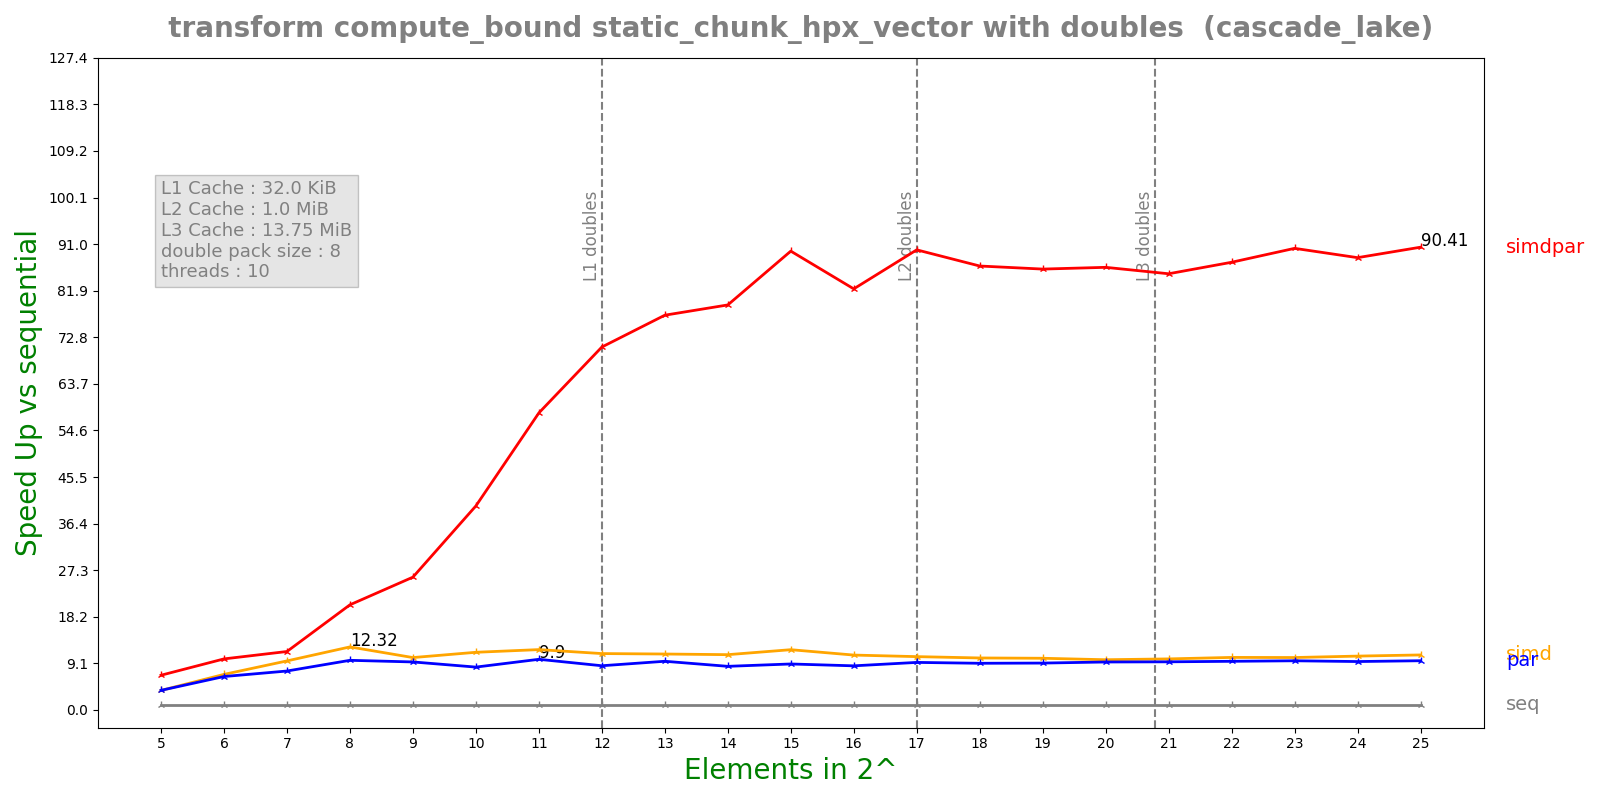 transform compute_bound static_chunk_hpx_vector with doubles  (cascade_lake)
Speed Up vs sequential
127.4
118.3
109.2
100.1
91.0
81.9
72.8
63.7
54.6
45.5
36.4
27.3
18.2
9.1
0.0
L1 Cache : 32.0 KiB
L2 Cache : 1.0 MiB
L3 Cache : 13.75 MiB
double pack size : 8
threads : 10
L1 doubles
L2 doubles
L3 doubles
90.41
12.32
9.9
simdpar
simd
par
seq
5 6 7 8 9 10 11 12 13 14 15 16 17 18 19 20 21 22 23 24 25
Elements in 2^